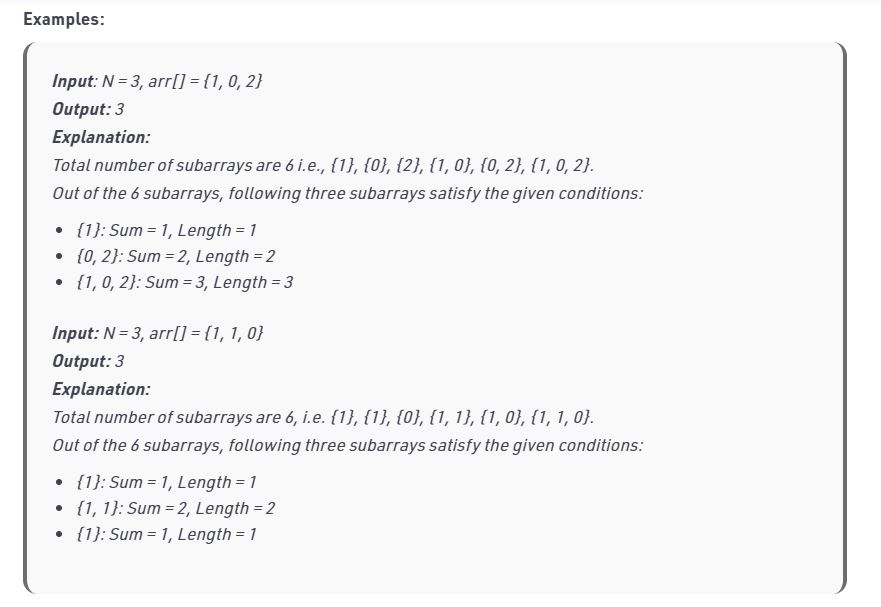 Examples:
Input: N = 3, arr[] = {1, 0, 2}
Output: 3
Explanation:
Total number of subarrays are 6 i.e., {1}, {0}, {2}, {1, 0}, {0, 2}, {1, 0, 2}.
Out of the 6 subarrays, following three subarrays satisfy the given conditions:
• {1}: Sum = 1, Length = 1
• {0, 2}: Sum = 2, Length = 2
• {1, 0, 2}: Sum = 3, Length = 3
Input: N = 3, arr[] = {1, 1, 0}
Output: 3
Explanation:
Total number of subarrays are 6, i.e. {1}, {1}, {0}, {1, 1}, {1, 0}, {1, 1, 0}.
Out of the 6 subarrays, following three subarrays satisfy the given conditions:
• {1}: Sum = 1, Length = 1
• {1, 1}: Sum = 2, Length = 2
• {1}: Sum = 1, Length = 1